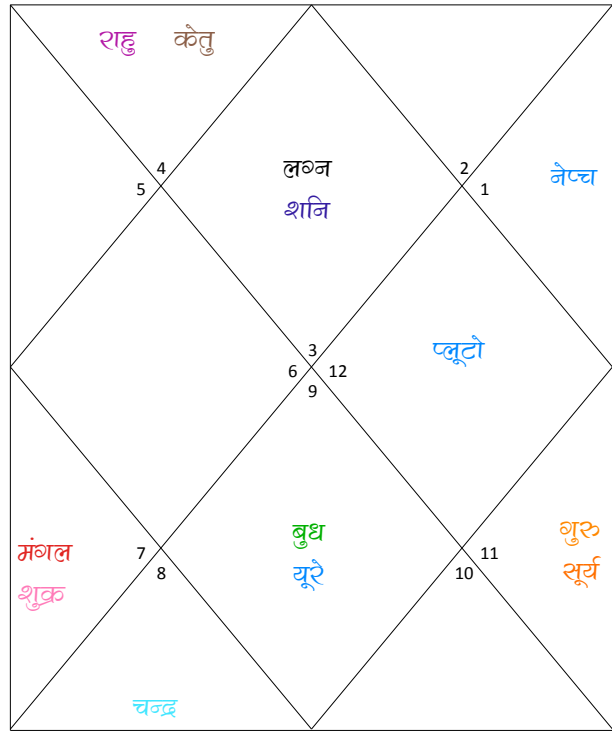 राहु केतु
4 लग्न 2
5 1 नेप्च
शनि
3 प्लूटो
6 12
9
बुध गुरु
मंगल 7 11
यूरे सूर्य
8 10
शुक्र
चन्द्र